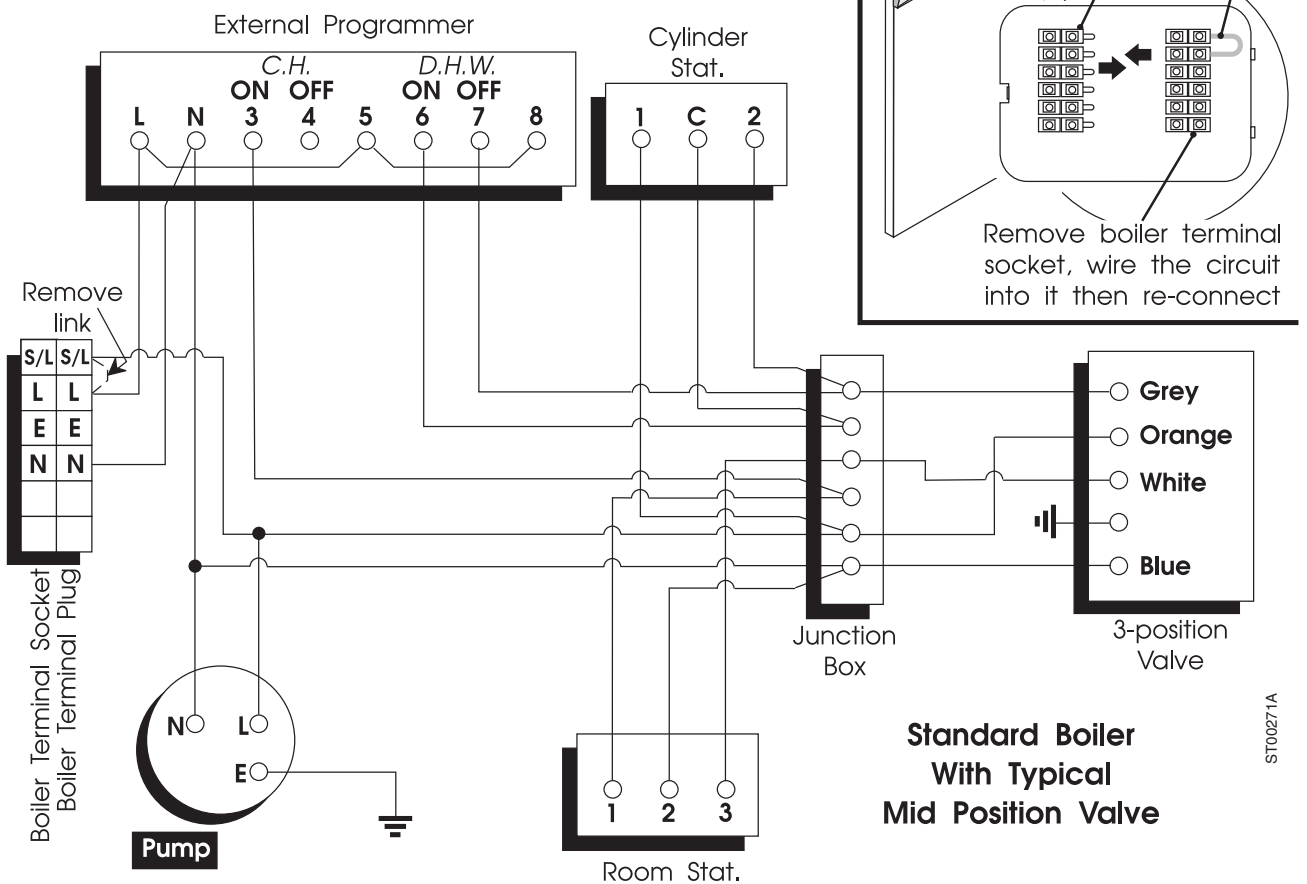 External Programmer
C.H. D.H.W.
ON OFF ON OFF
L N 3 4 5 6 7 8
Cylinder
Stat.
1 C 2
Remove boiler terminal
socket, wire the circuit
into it then re-connect
Remove
link
S/L S/L
L L
E E
N N
Boiler Terminal Socket
Boiler Terminal Plug
Grey
Orange
White
Blue
3-position
Valve
Junction
Box
N L
E
Pump
1 2 3
Room Stat.
Standard Boiler
With Typical
Mid Position Valve
ST00271A